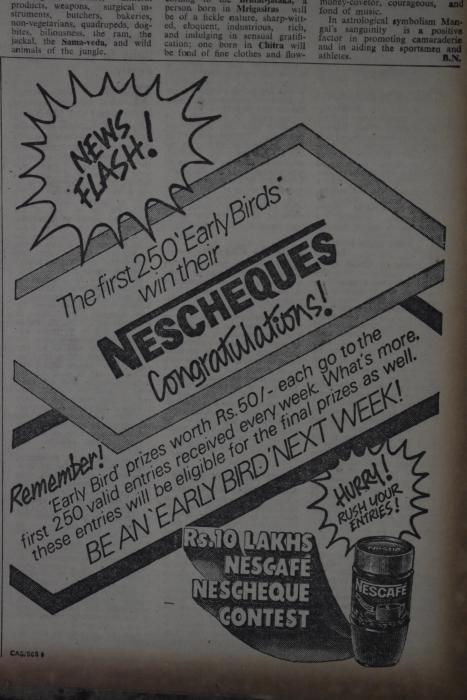 products, weapons, surgical in-
struments, butchers, bakeries,
non-vegetarians, quadrupeds, dog-
bites, biliousness, the ram, the
jackal, the Sama-veda, and wild
animals of the jungle.
person born in Mrigasiras will
be of a fickle nature, sharp-witt-
ed, eloquent, industrious, rich,
and indulging in sensual gratifi-
cation; one born in Chitra will
be fond of fine clothes and flow-
money-covetor, courageous, and
fond of music.
In astrological symbolism Man-
gal's sanguinity is a positive
factor in promoting camaraderie
and in aiding the sportsmen and
athletes.
B.N.
NEWS
FLASH!
The first 250 'Early Birds'
win their
NESCHEQUES
Congratulations!
Remember!
'Early Bird' prizes worth Rs.50/- each go to the
first 250 valid entries received every week. What's more,
these entries will be eligible for the final prizes as well.
BE AN 'EARLY BIRD' NEXT WEEK!
HURRY!
RUSH YOUR
ENTRIES!
Rs.10 LAKHS
NESCAFÉ
NESCHEQUE
CONTEST
NESCAFÉ